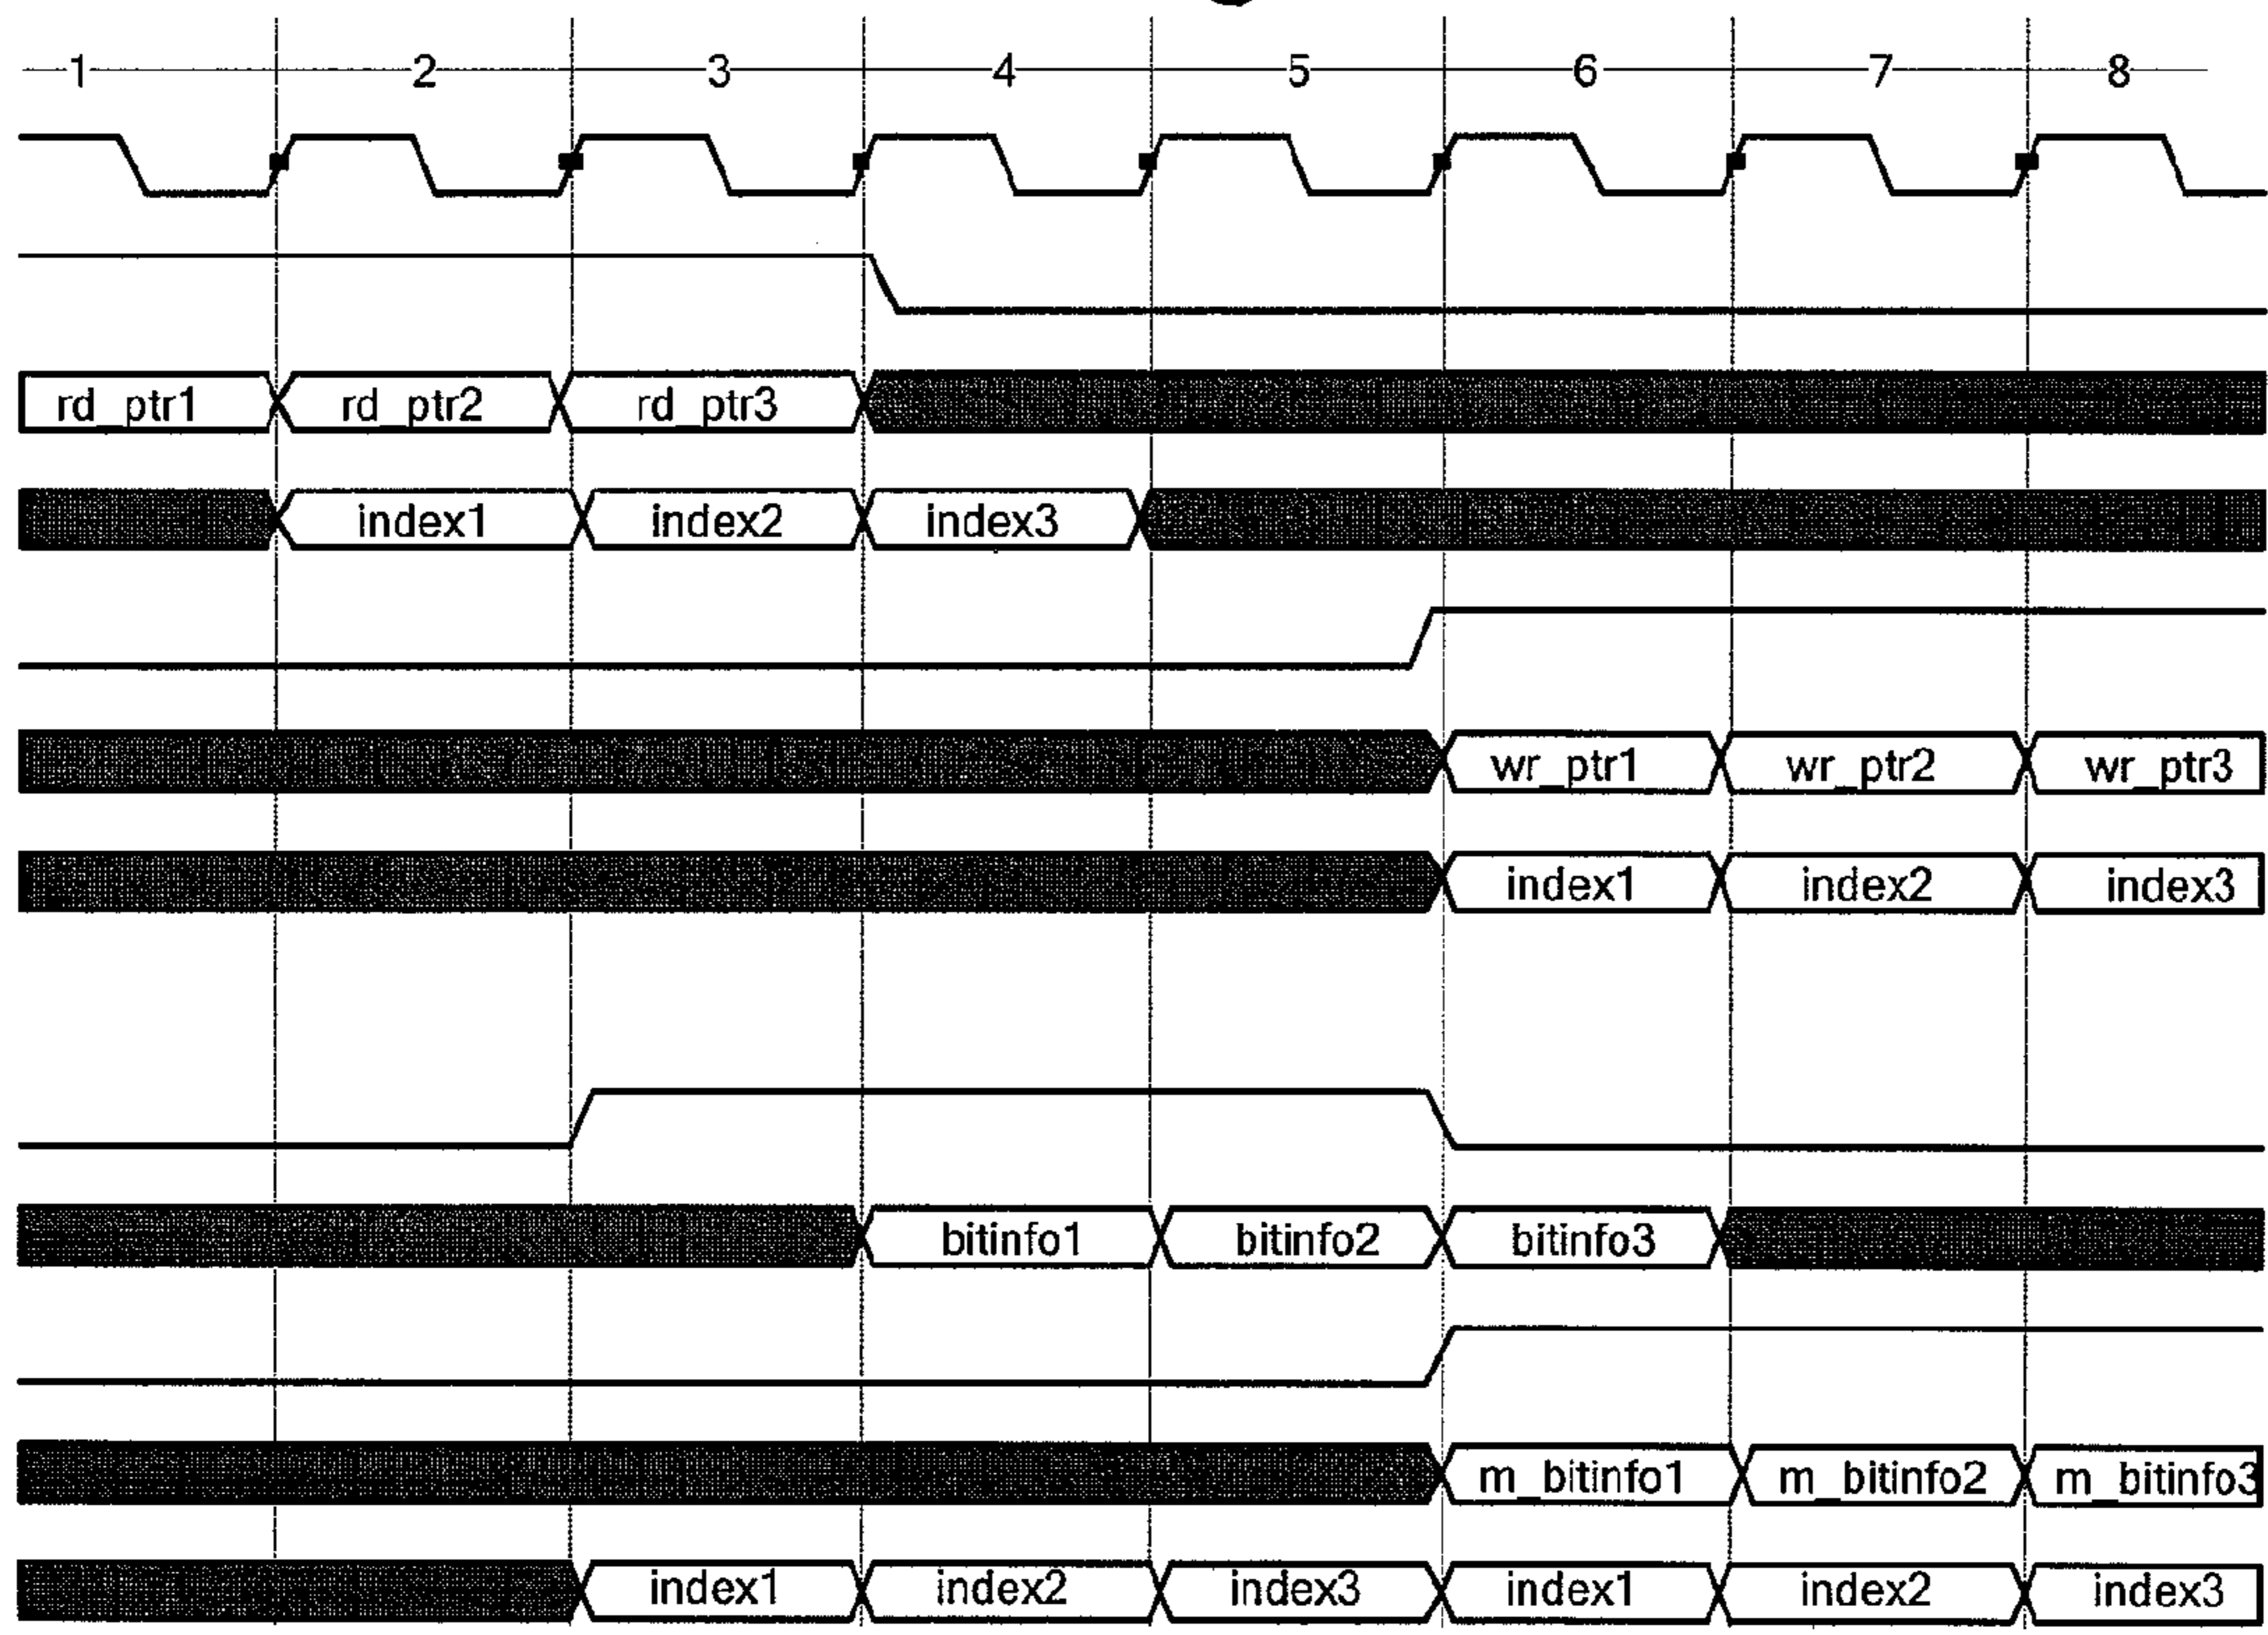 1 2 3 4 5 6 7 8
rd_ptr1 rd_ptr2 rd_ptr3
index1 index2 index3
wr_ptr1 wr_ptr2 wr_ptr3
index1 index2 index3
bitinfo1 bitinfo2 bitinfo3
m_bitinfo1 m_bitinfo2 m_bitinfo3
index1 index2 index3 index1 index2 index3